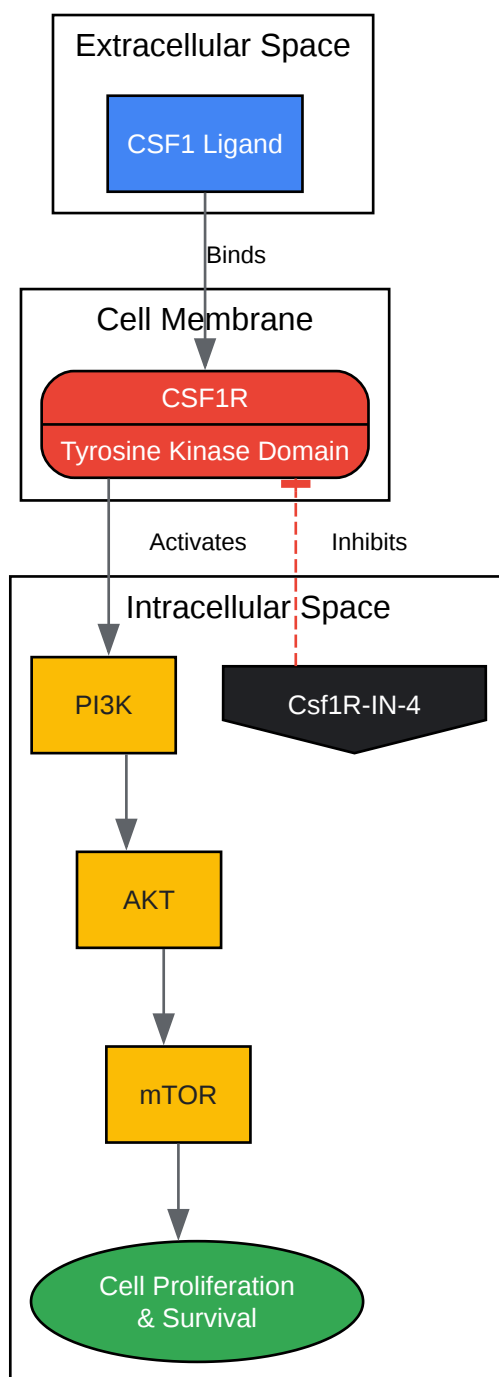 Extracellular Space
CSF1 Ligand
Binds
Cell Membrane
CSF1R
Tyrosine Kinase Domain
Activates
Inhibits
Intracellular Space
PI3K
Csf1R-IN-4
AKT
mTOR
Cell Proliferation
& Survival